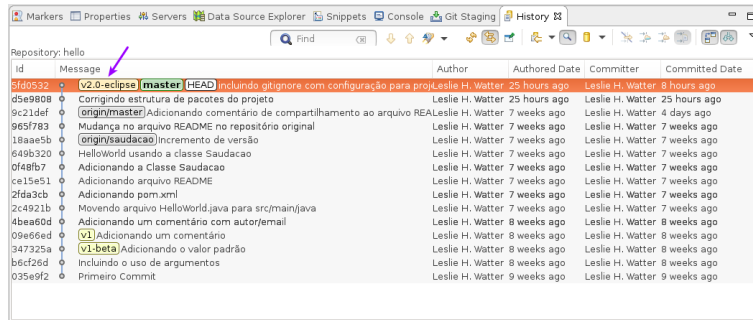 Markers Properties Servers Data Source Explorer Snippets Console Git Staging History
Find
Repository: hello
Id Message Author Authored Date Committer Committed Date
5fd0532 v2.0-eclipse master HEAD incluindo gitignore com configuração para proj Leslie H. Watter 25 hours ago Leslie H. Watter 8 hours ago
d5e9808 Corrigindo estrutura de pacotes do projeto Leslie H. Watter 25 hours ago Leslie H. Watter 25 hours ago
9c21def origin/master Adicionando comentário de compartilhamento ao arquivo REA Leslie H. Watter 7 weeks ago Leslie H. Watter 4 days ago
965f783 Mudança no arquivo README no repositório original Leslie H. Watter 7 weeks ago Leslie H. Watter 7 weeks ago
18aae5b origin/saudacao Incremento de versão Leslie H. Watter 7 weeks ago Leslie H. Watter 7 weeks ago
649b320 HelloWorld usando a classe Saudacao Leslie H. Watter 7 weeks ago Leslie H. Watter 7 weeks ago
0f48fb7 Adicionando a Classe Saudacao Leslie H. Watter 7 weeks ago Leslie H. Watter 7 weeks ago
ce15e51 Adicionando arquivo README Leslie H. Watter 7 weeks ago Leslie H. Watter 7 weeks ago
2fda3cb Adicionando pom.xml Leslie H. Watter 7 weeks ago Leslie H. Watter 7 weeks ago
2c4921b Movendo arquivo HelloWorld.java para src/main/java Leslie H. Watter 7 weeks ago Leslie H. Watter 7 weeks ago
4bea60d Adicionando um comentário com autor/email Leslie H. Watter 8 weeks ago Leslie H. Watter 8 weeks ago
09e66ed v1 Adicionando um comentário Leslie H. Watter 8 weeks ago Leslie H. Watter 8 weeks ago
347325a v1-beta Adicionando o valor padrão Leslie H. Watter 8 weeks ago Leslie H. Watter 8 weeks ago
b6cf26d Incluindo o uso de argumentos Leslie H. Watter 8 weeks ago Leslie H. Watter 8 weeks ago
035e9f2 Primeiro Commit Leslie H. Watter 9 weeks ago Leslie H. Watter 9 weeks ago